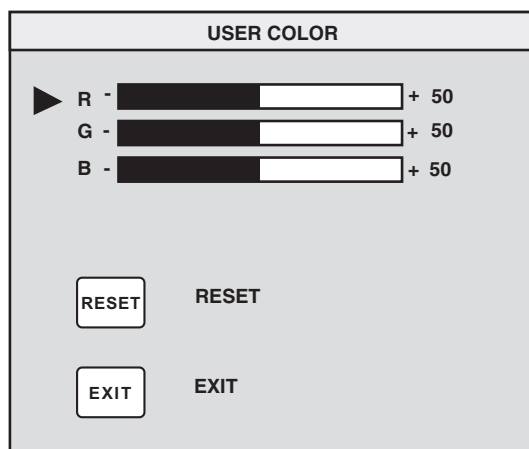 USER COLOR
R - + 50
G - + 50
B - + 50
RESET RESET
EXIT EXIT